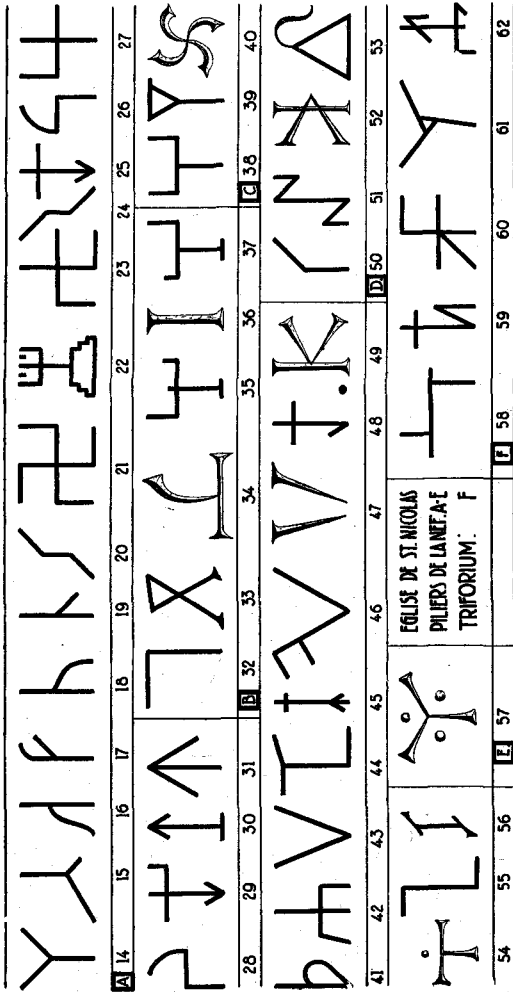 A 14 15 16 17 18 19 20 21 22 23 24 25 26 27
28 29 30 31 B 32 33 34 35 36 37 C 38 39 40
41 42 43 44 45 46 47 48 49 D 50 51 52 53
EGLISE DE ST. NICOLAS
PILIERS DE LA NEF. A-E
TRIFORIUM. F
54 55 56 E. 57 F 58 59 60 61 62